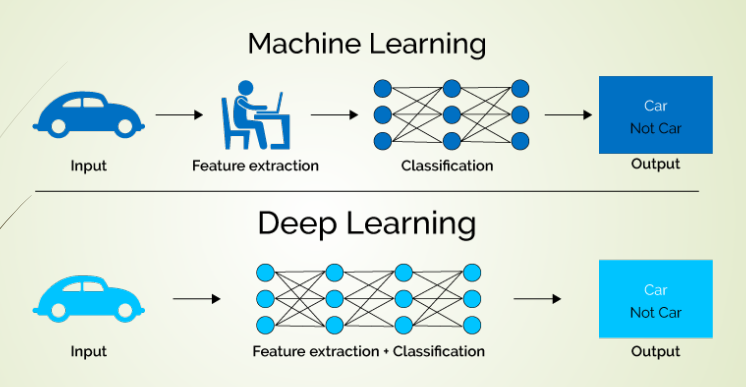 Machine Learning
Car
Not Car
Input
Feature extraction
Classification
Output
Deep Learning
Car
Not Car
Input
Feature extraction + Classification
Output